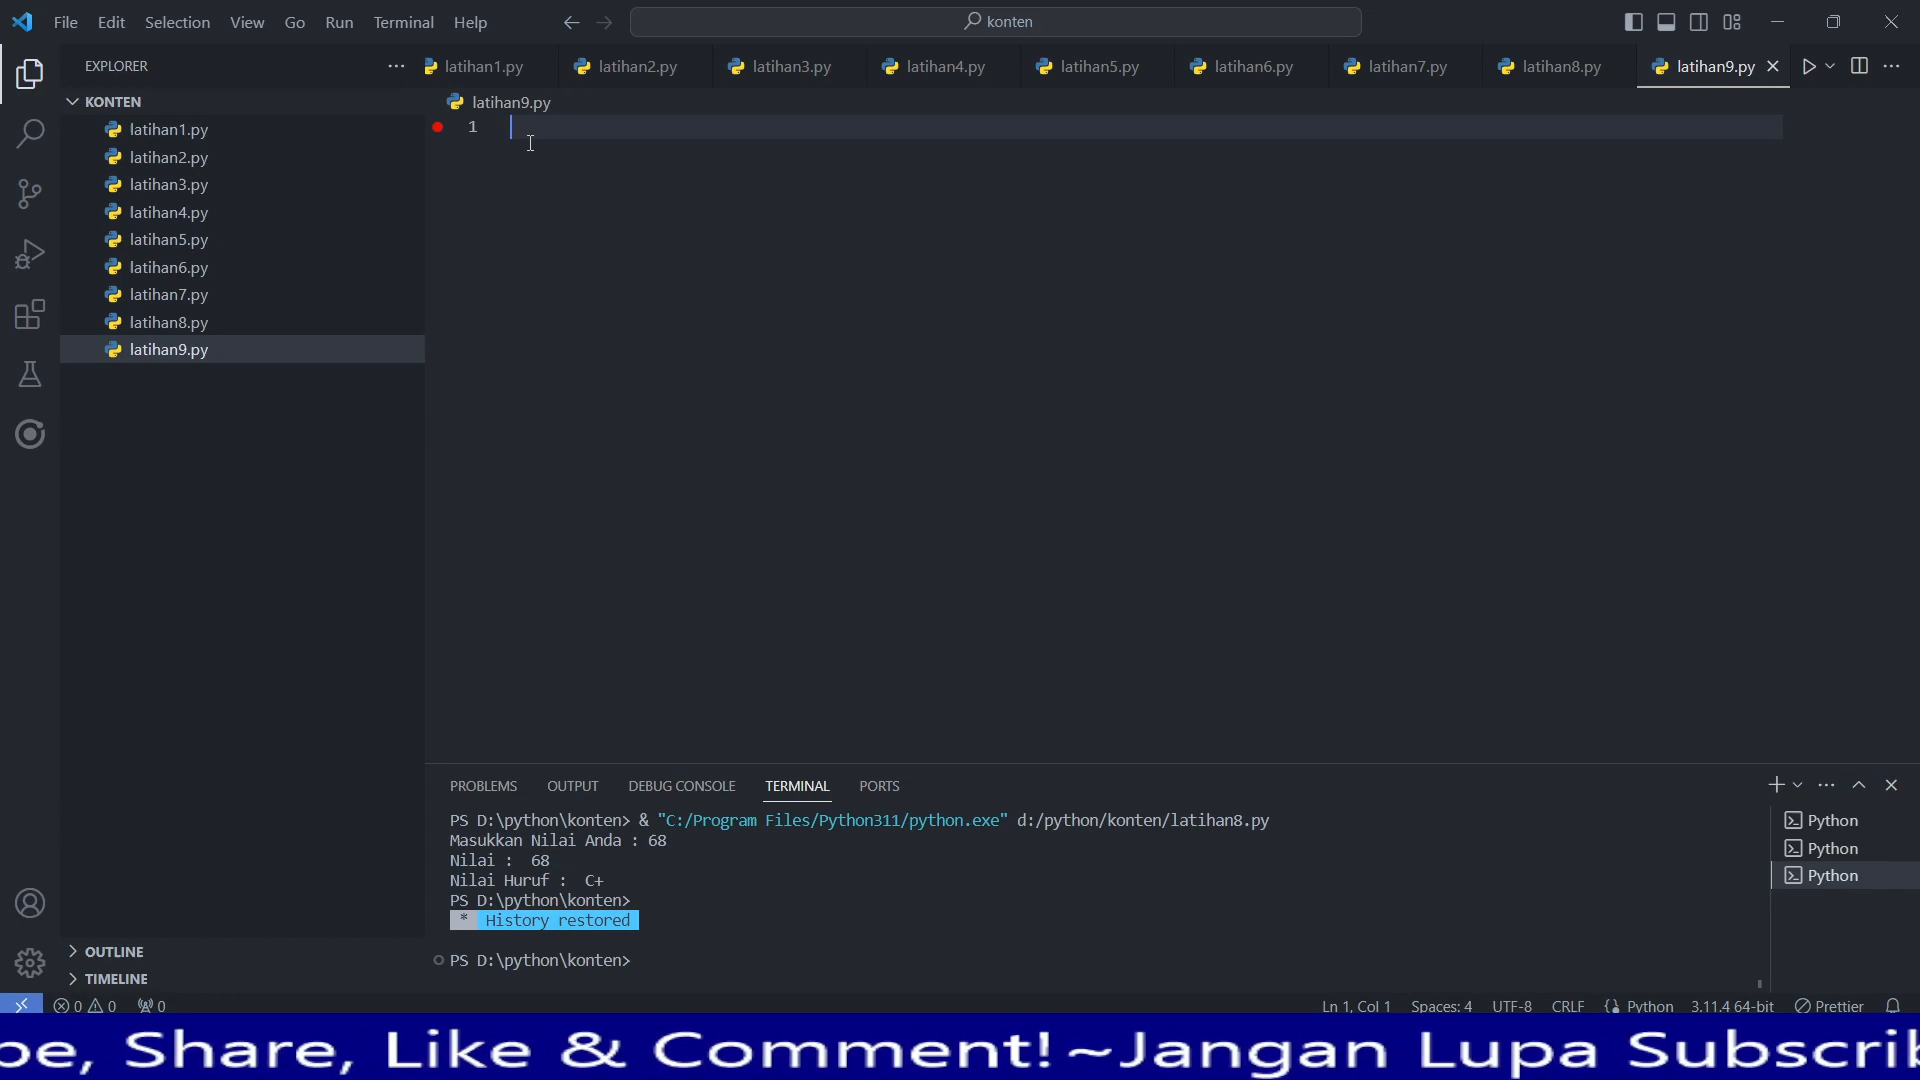 File Edit Selection View Go Run Terminal Help konten
EXPLORER latihan1.py latihan2.py latihan3.py latihan4.py latihan5.py latihan6.py latihan7.py latihan8.py latihan9.py
KONTEN
latihan9.py
1
latihan1.py
latihan2.py
latihan3.py
latihan4.py
latihan5.py
latihan6.py
latihan7.py
latihan8.py
latihan9.py
PROBLEMS OUTPUT DEBUG CONSOLE TERMINAL PORTS
PS D:\python\konten> & "C:/Program Files/Python311/python.exe" d:/python/konten/latihan8.py
Masukkan Nilai Anda : 68
Nilai : 68
Nilai Huruf : C+
PS D:\python\konten>
* History restored
PS D:\python\konten>
Python
Python
Python
OUTLINE
TIMELINE
0 0 0 Ln 1, Col 1 Spaces: 4 UTF-8 CRLF Python 3.11.4 64-bit Prettier
pe, Share, Like & Comment! ~Jangan Lupa Subscrib